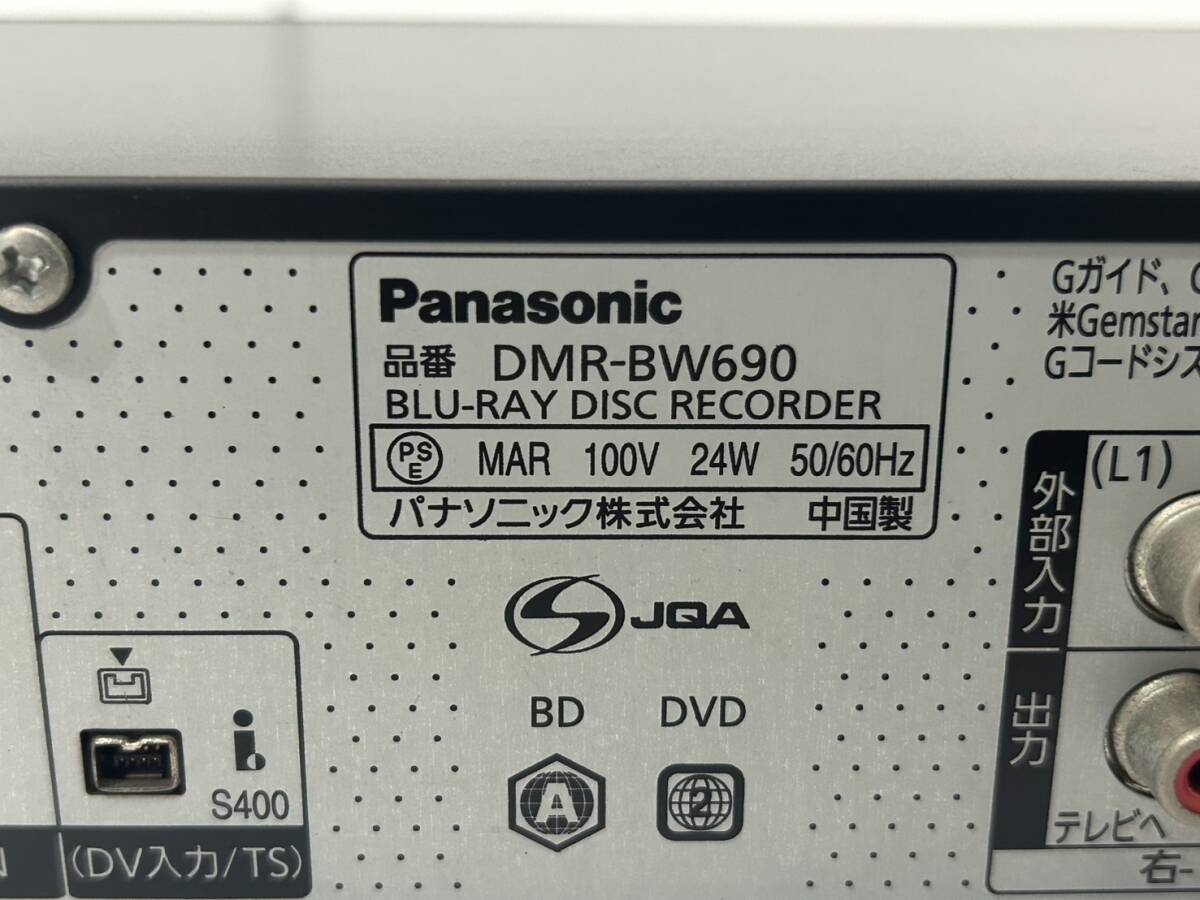 Panasonic
品番 DMR-BW690
BLU-RAY DISC RECORDER
PSE MAR 100V 24W 50/60Hz
パナソニック株式会社 中国製
Gガイド、
米Gemstar
Gコードシス
JQA
BD DVD
A 2
S400
(DV入力/TS)
外部入力
(L1)
出力
テレビへ
右-